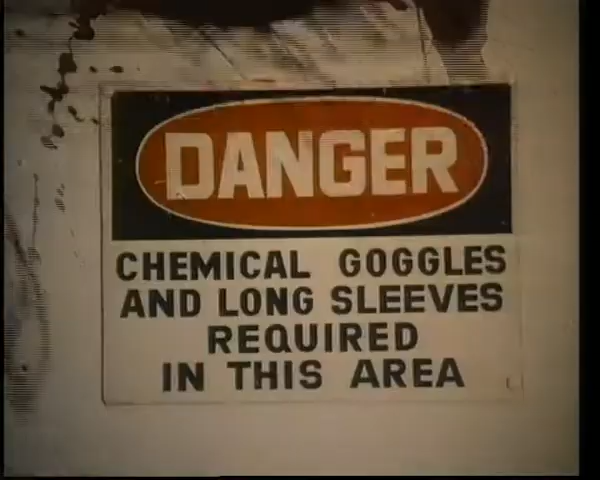 DANGER
CHEMICAL GOGGLES
AND LONG SLEEVES
REQUIRED
IN THIS AREA